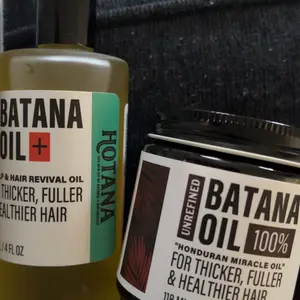 BATANA
OIL+
& HAIR REVIVAL OIL
THICKER, FULLER
HAIR
4 FL OZ
HOTANA
UNREFINED
BATANA
OIL 100%
"HONDURAN MIRACLE OIL"
FOR THICKER, FULLER
& HEALTHIER HAIR